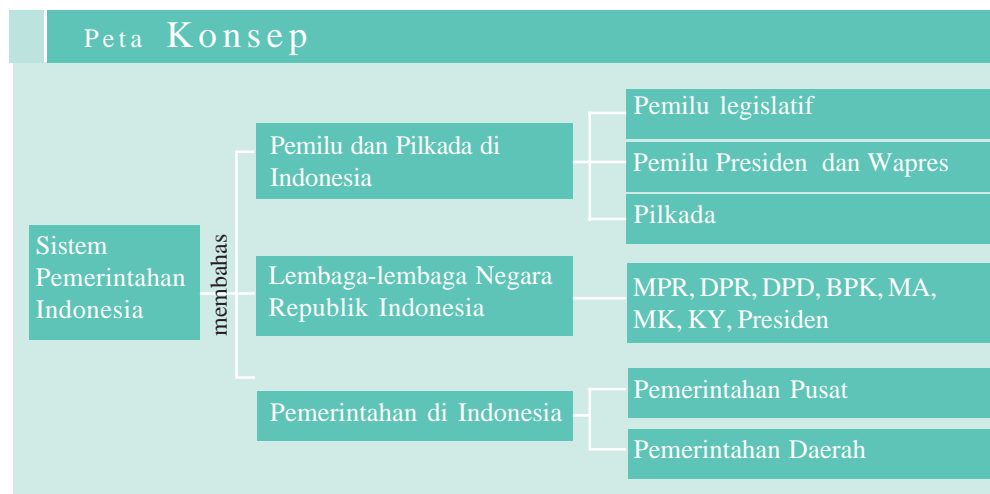 Peta Konsep
Sistem
Pemerintahan
Indonesia
membahas
Pemilu dan Pilkada di
Indonesia
Pemilu legislatif
Pemilu Presiden dan Wapres
Pilkada
Lembaga-lembaga Negara
Republik Indonesia
MPR, DPR, DPD, BPK, MA,
MK, KY, Presiden
Pemerintahan di Indonesia
Pemerintahan Pusat
Pemerintahan Daerah